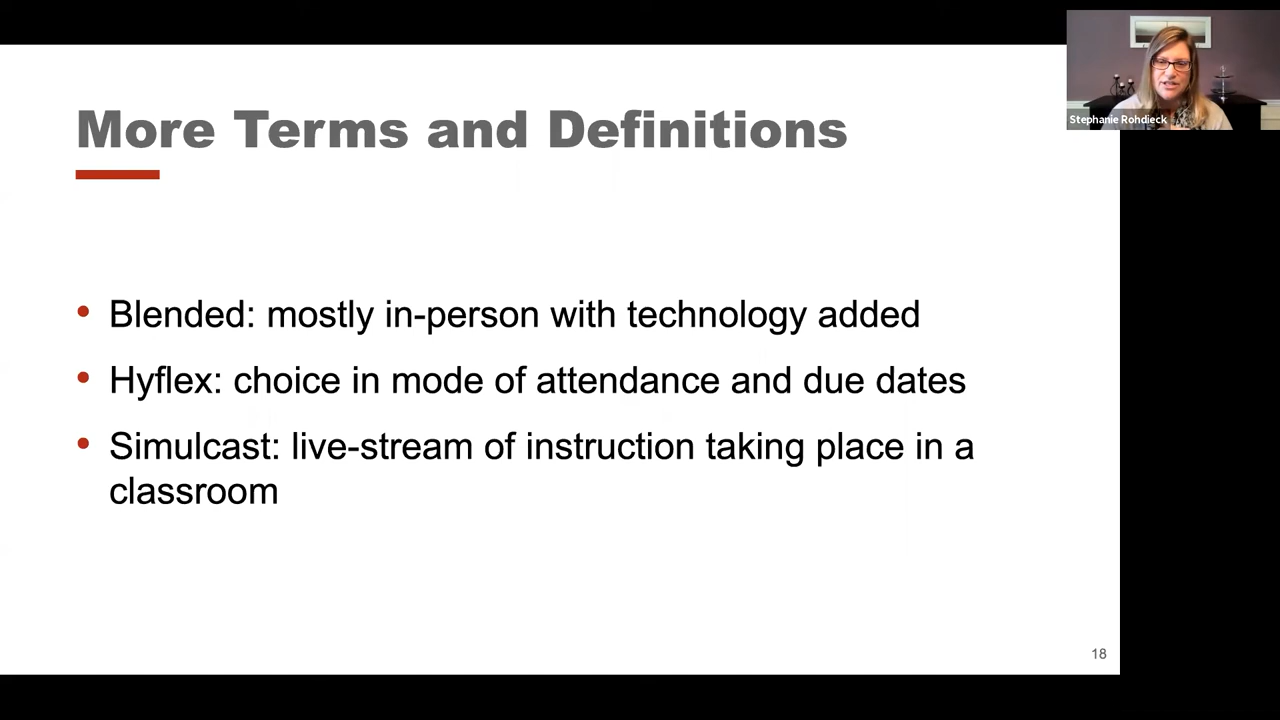 Stephanie Rohdieck
More Terms and Definitions
• Blended: mostly in-person with technology added
• Hyflex: choice in mode of attendance and due dates
• Simulcast: live-stream of instruction taking place in a
classroom
18